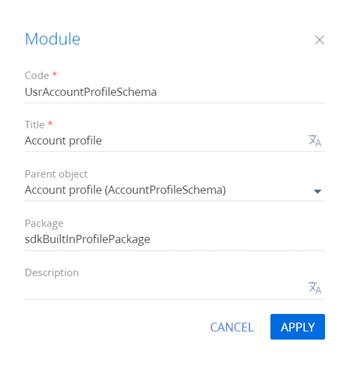 Module
Code *
UsrAccountProfileSchema
Title *
Account profile
Parent object
Account profile (AccountProfileSchema)
Package
sdkBuiltInProfilePackage
Description
CANCEL APPLY